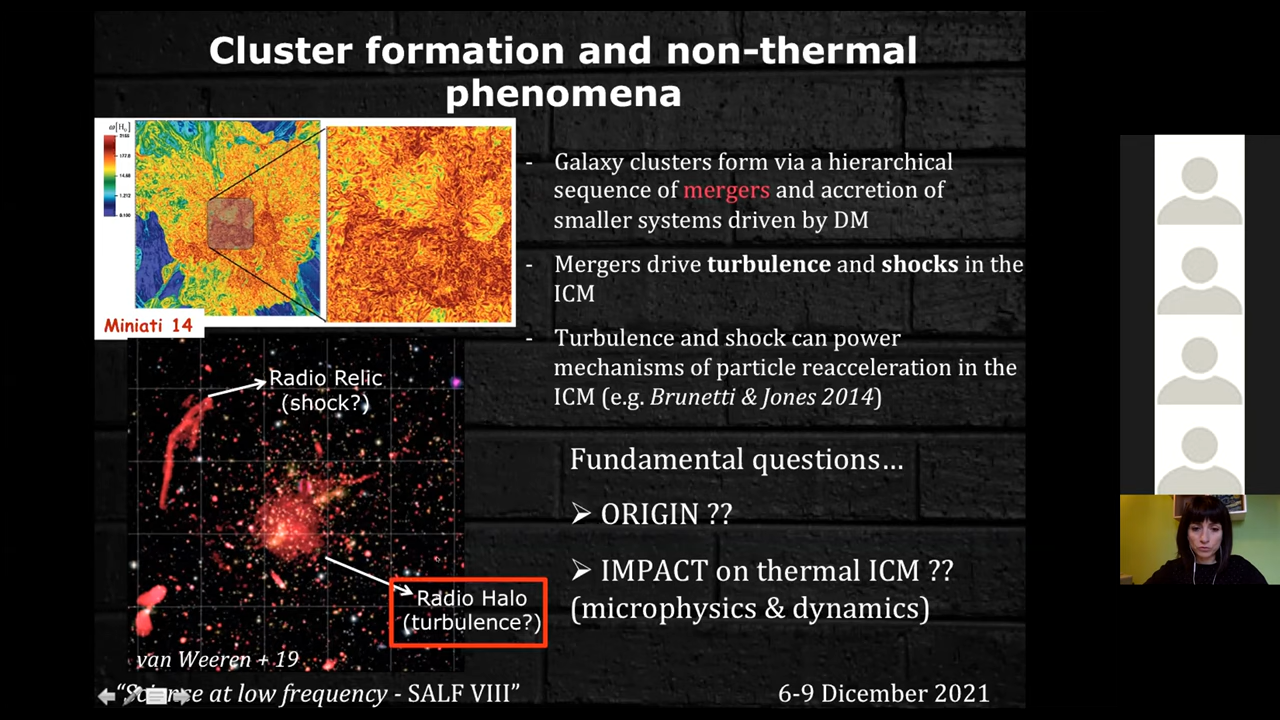 Cluster formation and non-thermal
phenomena
Miniati 14
- Galaxy clusters form via a hierarchical
sequence of mergers and accretion of
smaller systems driven by DM
- Mergers drive turbulence and shocks in the
ICM
- Turbulence and shock can power
mechanisms of particle reacceleration in the
ICM (e.g. Brunetti & Jones 2014)
Radio Relic
(shock?)
Radio Halo
(turbulence?)
van Weeren + 19
Fundamental questions...
➢ ORIGIN ??
➢ IMPACT on thermal ICM ??
(microphysics & dynamics)
at low frequency - SALF VIII”
6-9 Dicember 2021